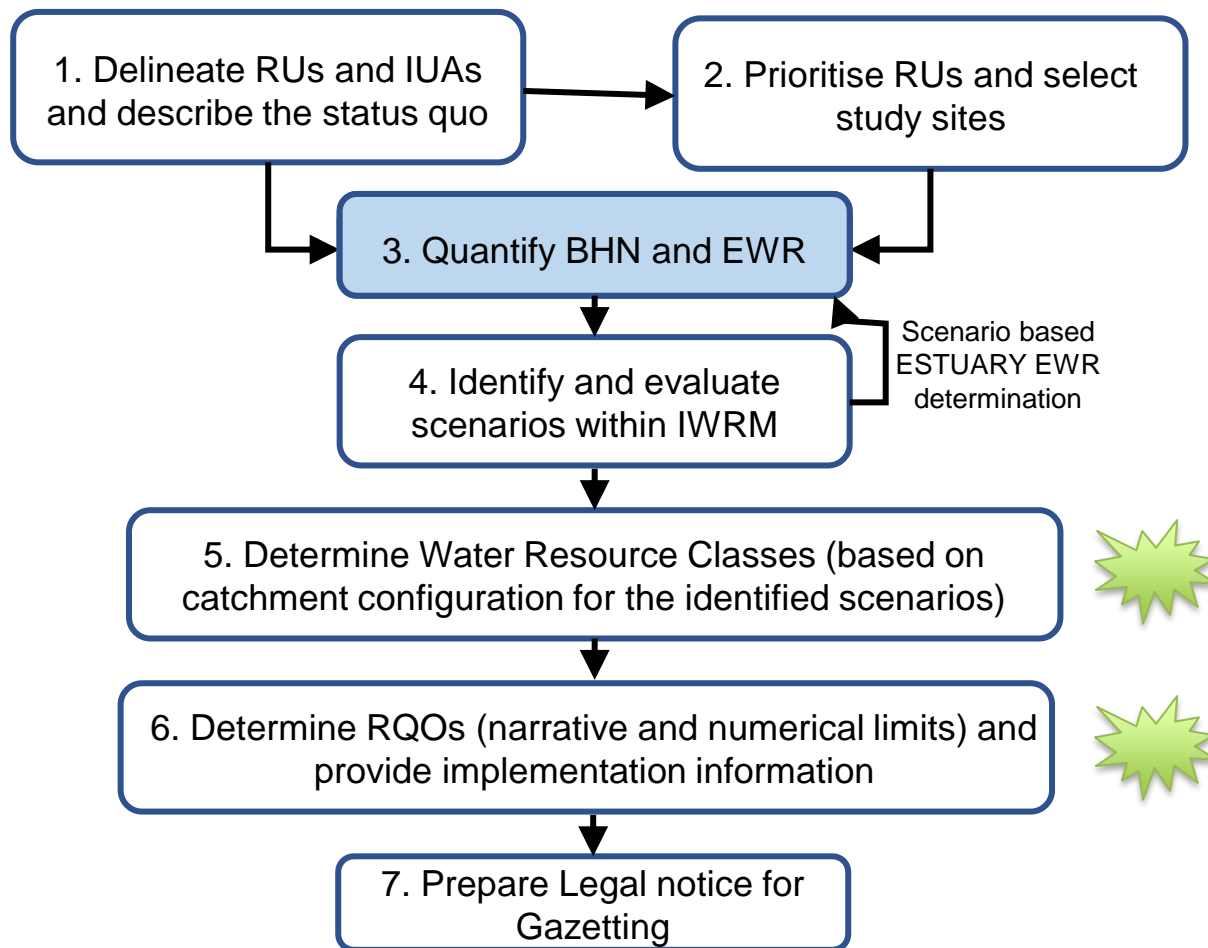 1. Delineate RUs and IUAs
and describe the status quo
2. Prioritise RUs and select
study sites
3. Quantify BHN and EWR
Scenario based
ESTUARY EWR
determination
4. Identify and evaluate
scenarios within IWRM
5. Determine Water Resource Classes (based on
catchment configuration for the identified scenarios)
6. Determine RQOs (narrative and numerical limits) and
provide implementation information
7. Prepare Legal notice for
Gazetting